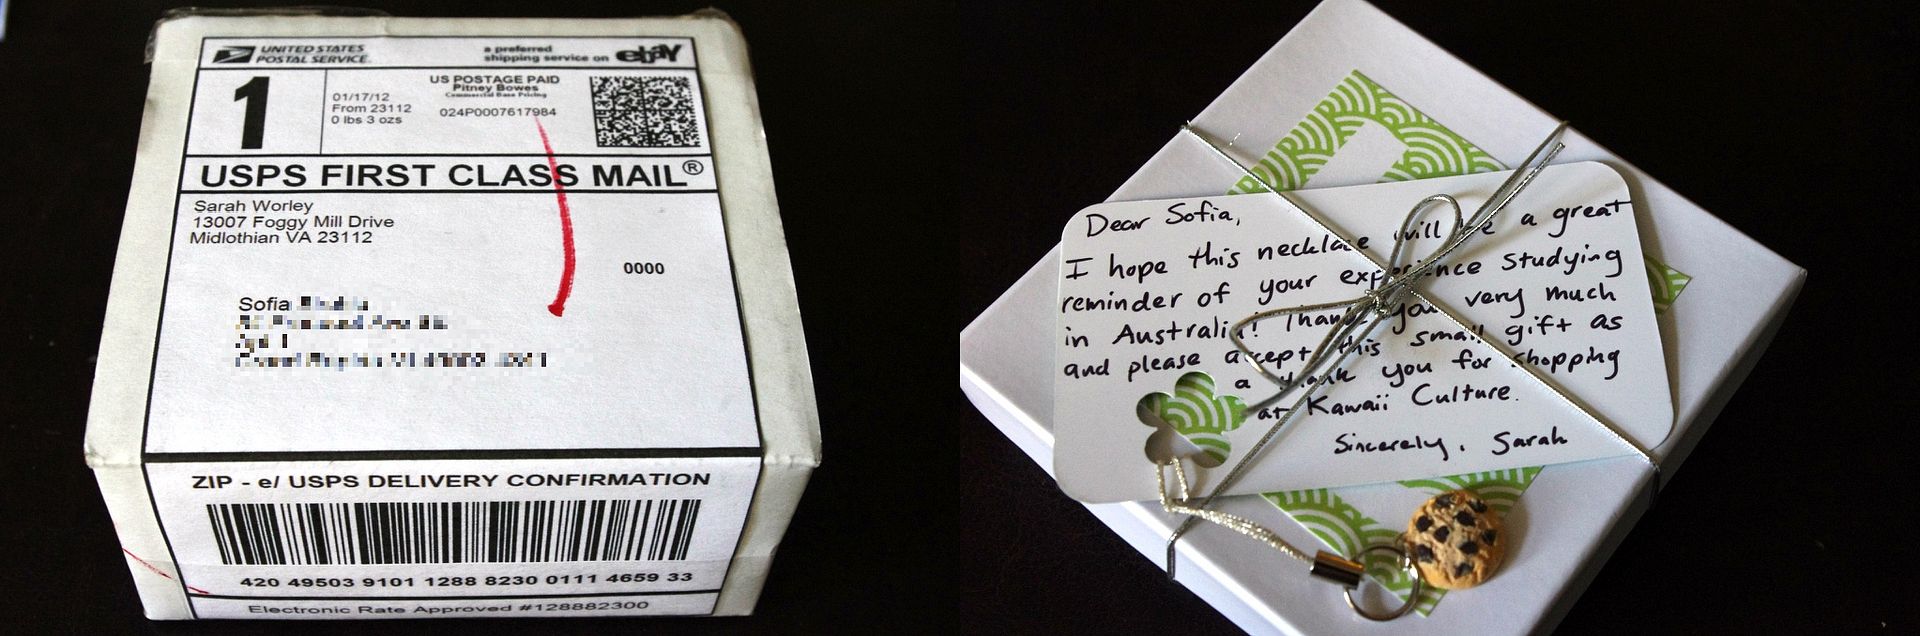 UNITED STATES
POSTAL SERVICE
a preferred
shipping service on ebay
1
01/17/12
From 23112
0 lbs 3 ozs
US POSTAGE PAID
Pitney Bowes
Commercial Base Pricing
024P0007617984
USPS FIRST CLASS MAIL®
Sarah Worley
13007 Foggy Mill Drive
Midlothian VA 23112
0000
Sofia
ZIP - e/ USPS DELIVERY CONFIRMATION
420 49503 9101 1288 8230 0111 4659 33
Electronic Rate Approved #128882300
Dear Sofia,
I hope this necklace will be a great
reminder of your experience studying
in Australia! Thank you very much
and please accept this small gift as
a thank you for shopping
at Kawaii Culture.
Sincerely, Sarah